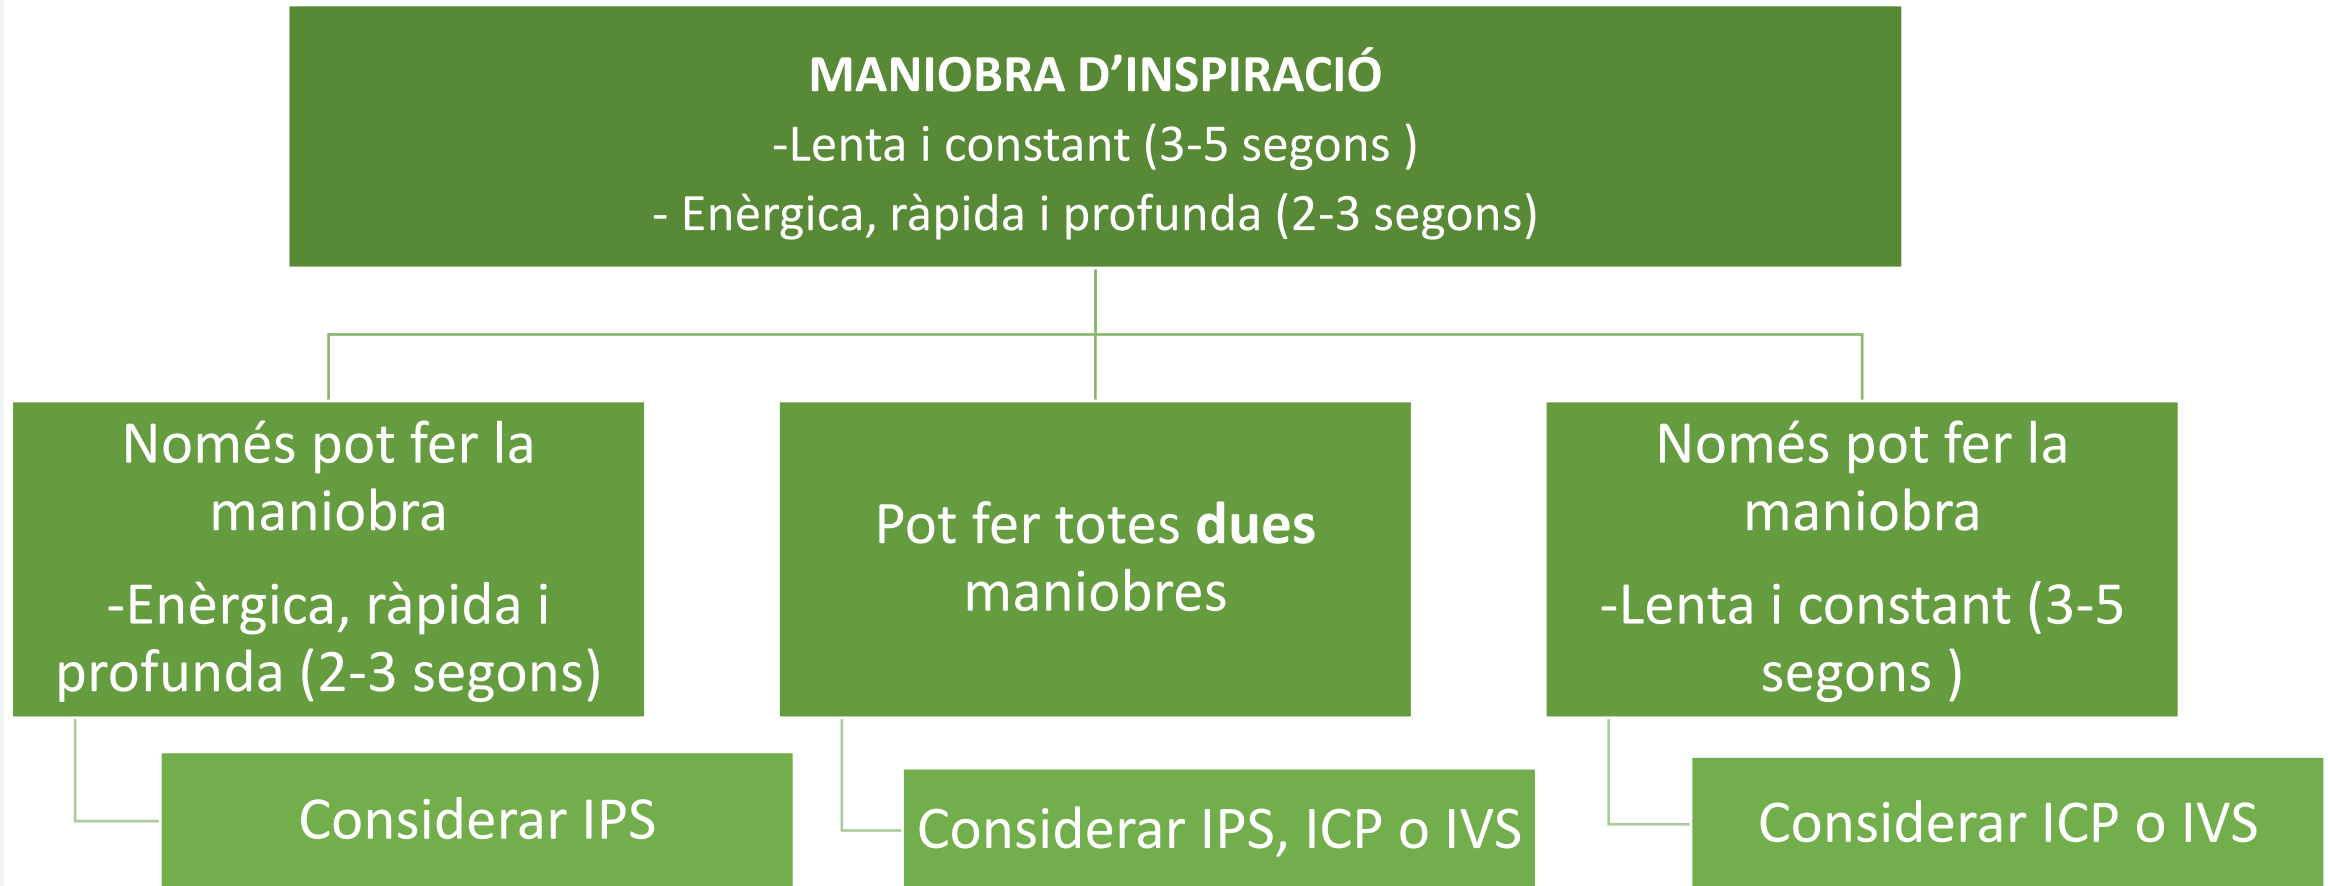 MANIOBRA D’INSPIRACIÓ
-Lenta i constant (3-5 segons )
- Enèrgica, ràpida i profunda (2-3 segons)
Només pot fer la
maniobra
-Enèrgica, ràpida i
profunda (2-3 segons)
Considerar IPS
Pot fer totes dues
maniobres
Considerar IPS, ICP o IVS
Només pot fer la
maniobra
-Lenta i constant (3-5
segons )
Considerar ICP o IVS